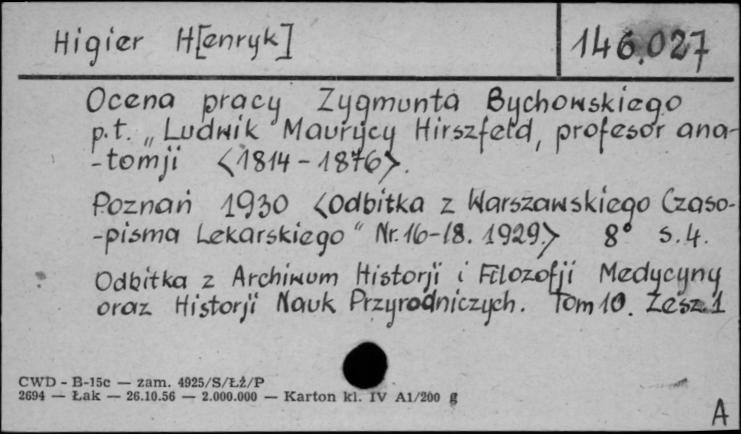 Higier H[enryk]
146.027
Ocena pracy Zygmunta Bychowskiego
p.t. „Ludwik Maurycy Hirszfeld, profesor ana-
-tomji <1814-1876>.
Poznań 1930 <Odbitka z Warszawskiego Czaso-
-pisma Lekarskiego" Nr. 16-18. 1929.> 8° s. 4.
Odbitka z Archiwum Historji i Filozofji Medycyny
oraz Historji Nauk Przyrodniczych. Tom 10. Zesz. 1
CWD - B-15c — zam. 4925/S/ŁŻ/P
2694 — Łak — 26.10.56 — 2.000.000 — Karton kl. IV A1/200 g
A